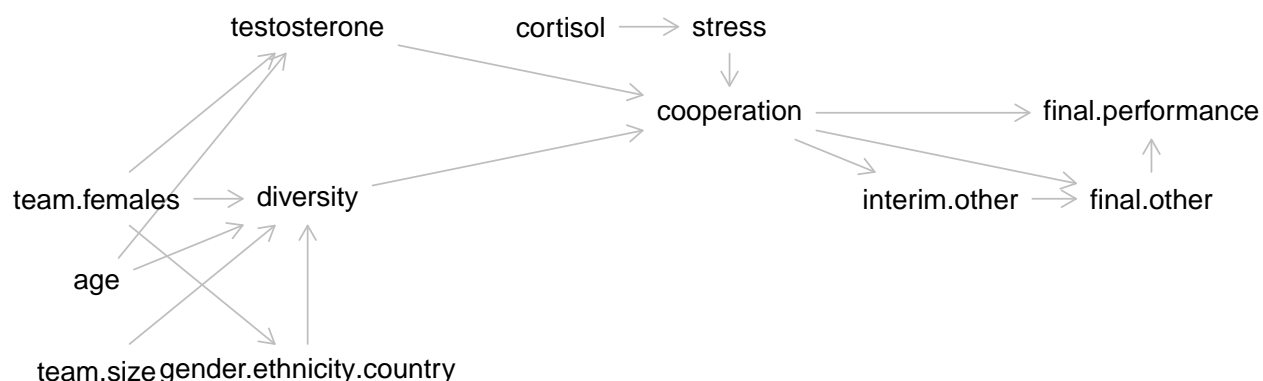 testosterone
cortisol
stress
cooperation
final.performance
team.females
diversity
interim.other
final.other
age
team.size
gender.ethnicity.country